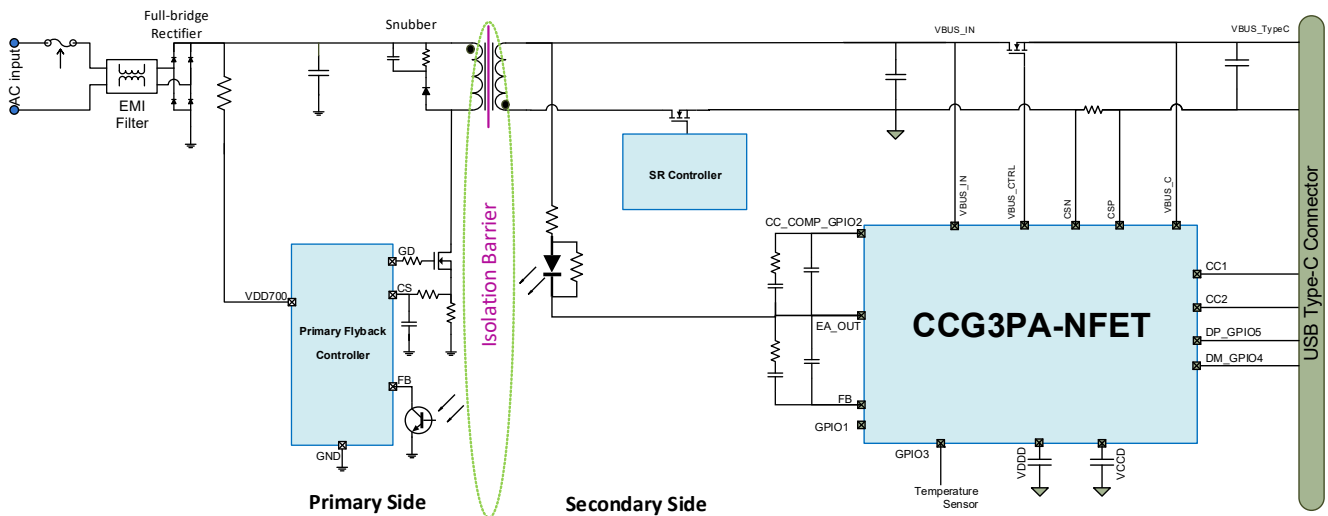 Full-bridge
Rectifier
Snubber
AC input
EMI
Filter
VBUS_IN
VBUS_TypeC
SR Controller
VBUS_IN
VBUS_CTRL
CSN
CSP
VBUS_C
CC_COMP_GPIO2
EA_OUT
FB
GPIO1
GPIO3
CCG3PA-NFET
CC1
CC2
DP_GPIO5
DM_GPIO4
VDDD
VCCD
Temperature
Sensor
USB Type-C Connector
Isolation Barrier
VDD700
GD
CS
FB
GND
Primary Flyback
Controller
Primary Side
Secondary Side